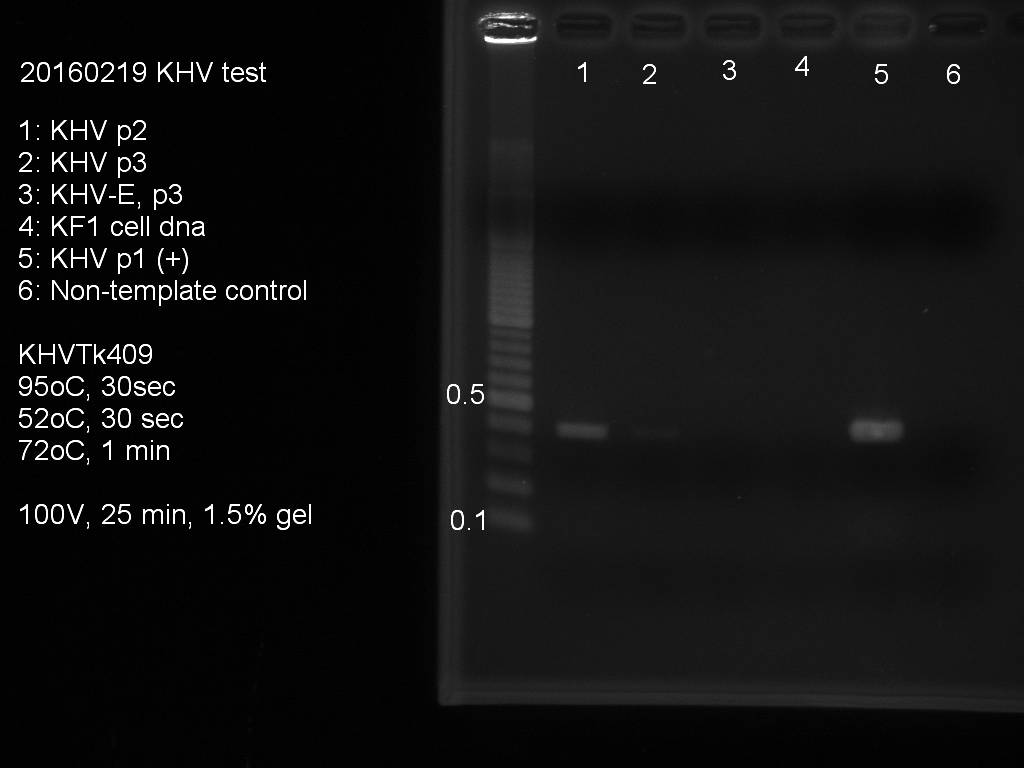 20160219 KHV test
1: KHV p2
2: KHV p3
3: KHV-E, p3
4: KF1 cell dna
5: KHV p1 (+)
6: Non-template control
KHVTk409
95oC, 30sec
52oC, 30 sec
72oC, 1 min
100V, 25 min, 1.5% gel
1 2 3 4 5 6
0.5
0.1